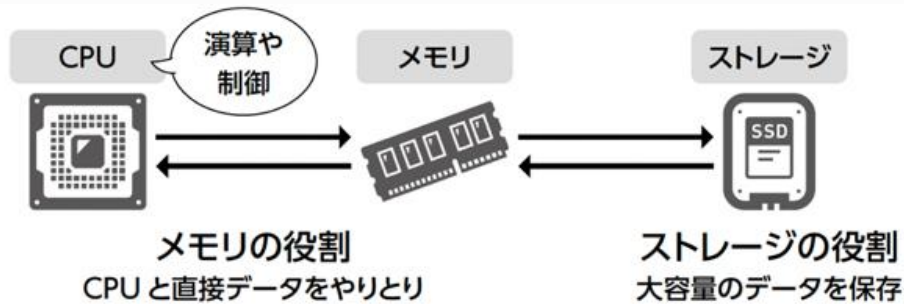 CPU
演算や
制御
メモリ
ストレージ
SSD
メモリの役割
CPU と直接データをやりとり
ストレージの役割
大容量のデータを保存